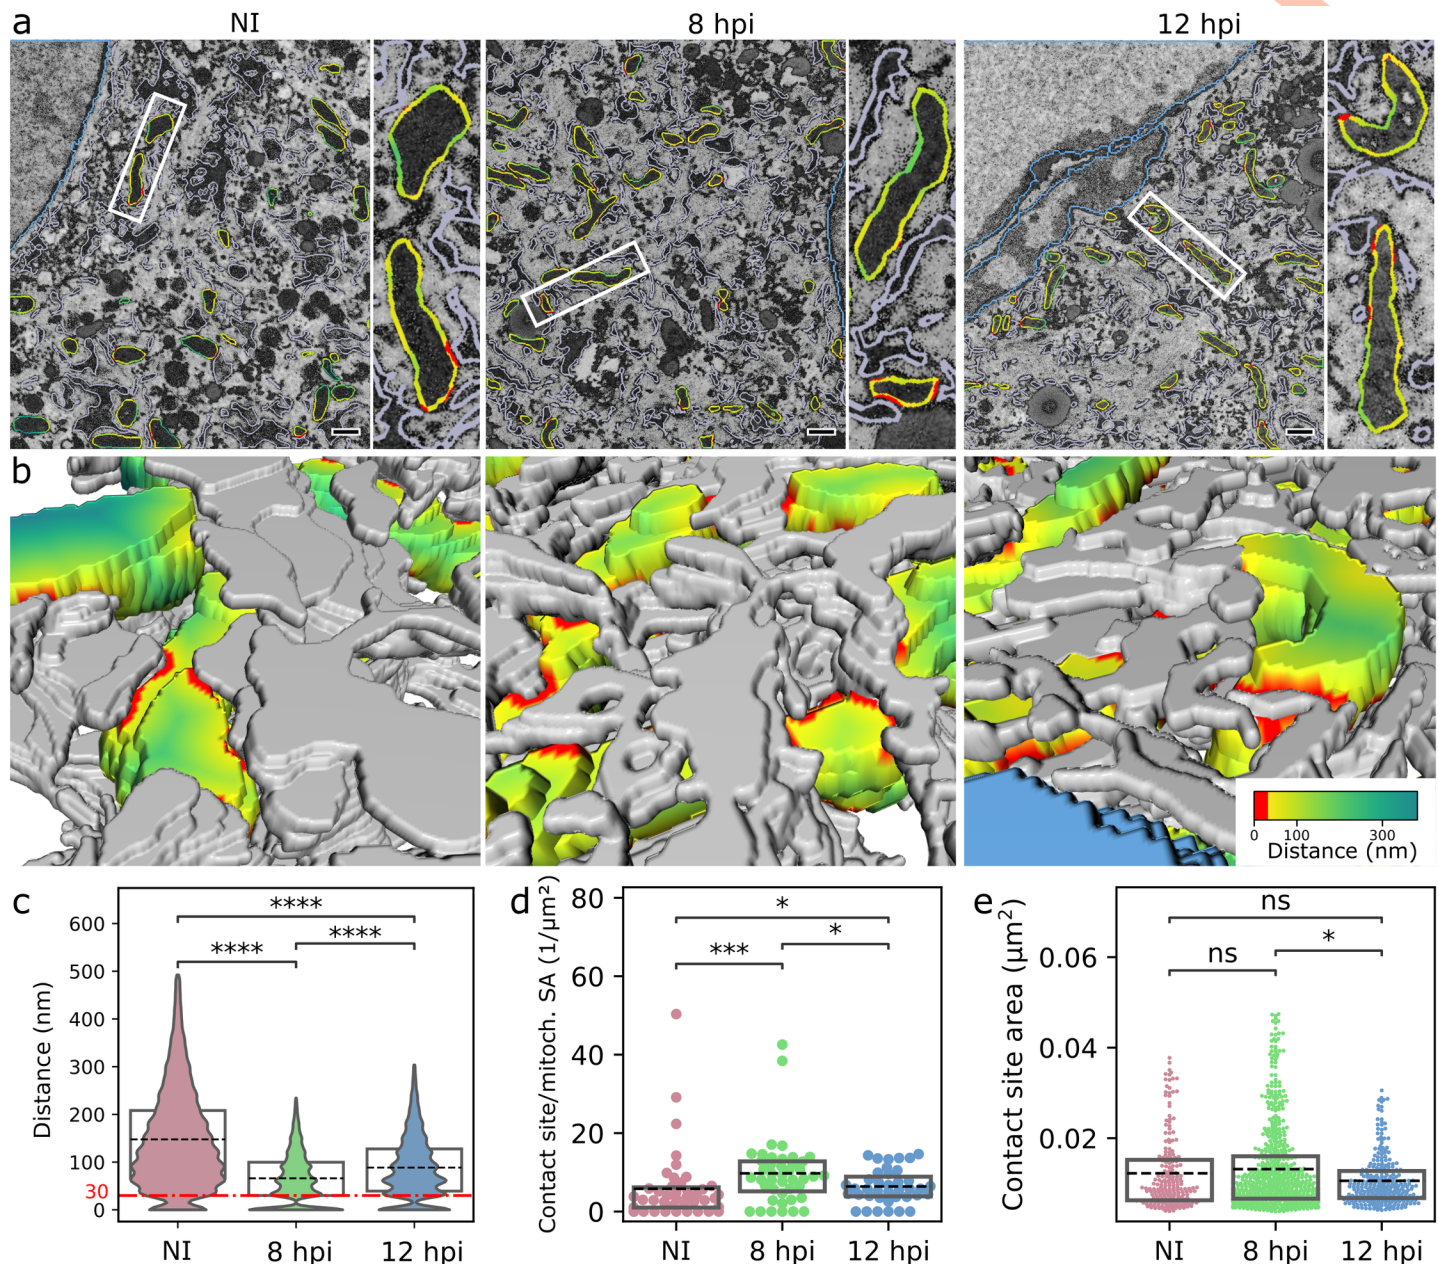 a
NI
8 hpi
12 hpi
b
0
100
300
Distance (nm)
c
Distance (nm)
600
500
400
300
200
100
30
0
****
****
****
NI
8 hpi
12 hpi
d
Contact site/mitoch. SA (1/μm²)
80
60
40
20
0
*
***
*
NI
8 hpi
12 hpi
e
Contact site area (μm²)
0.06
0.04
0.02
ns
ns
*
NI
8 hpi
12 hpi